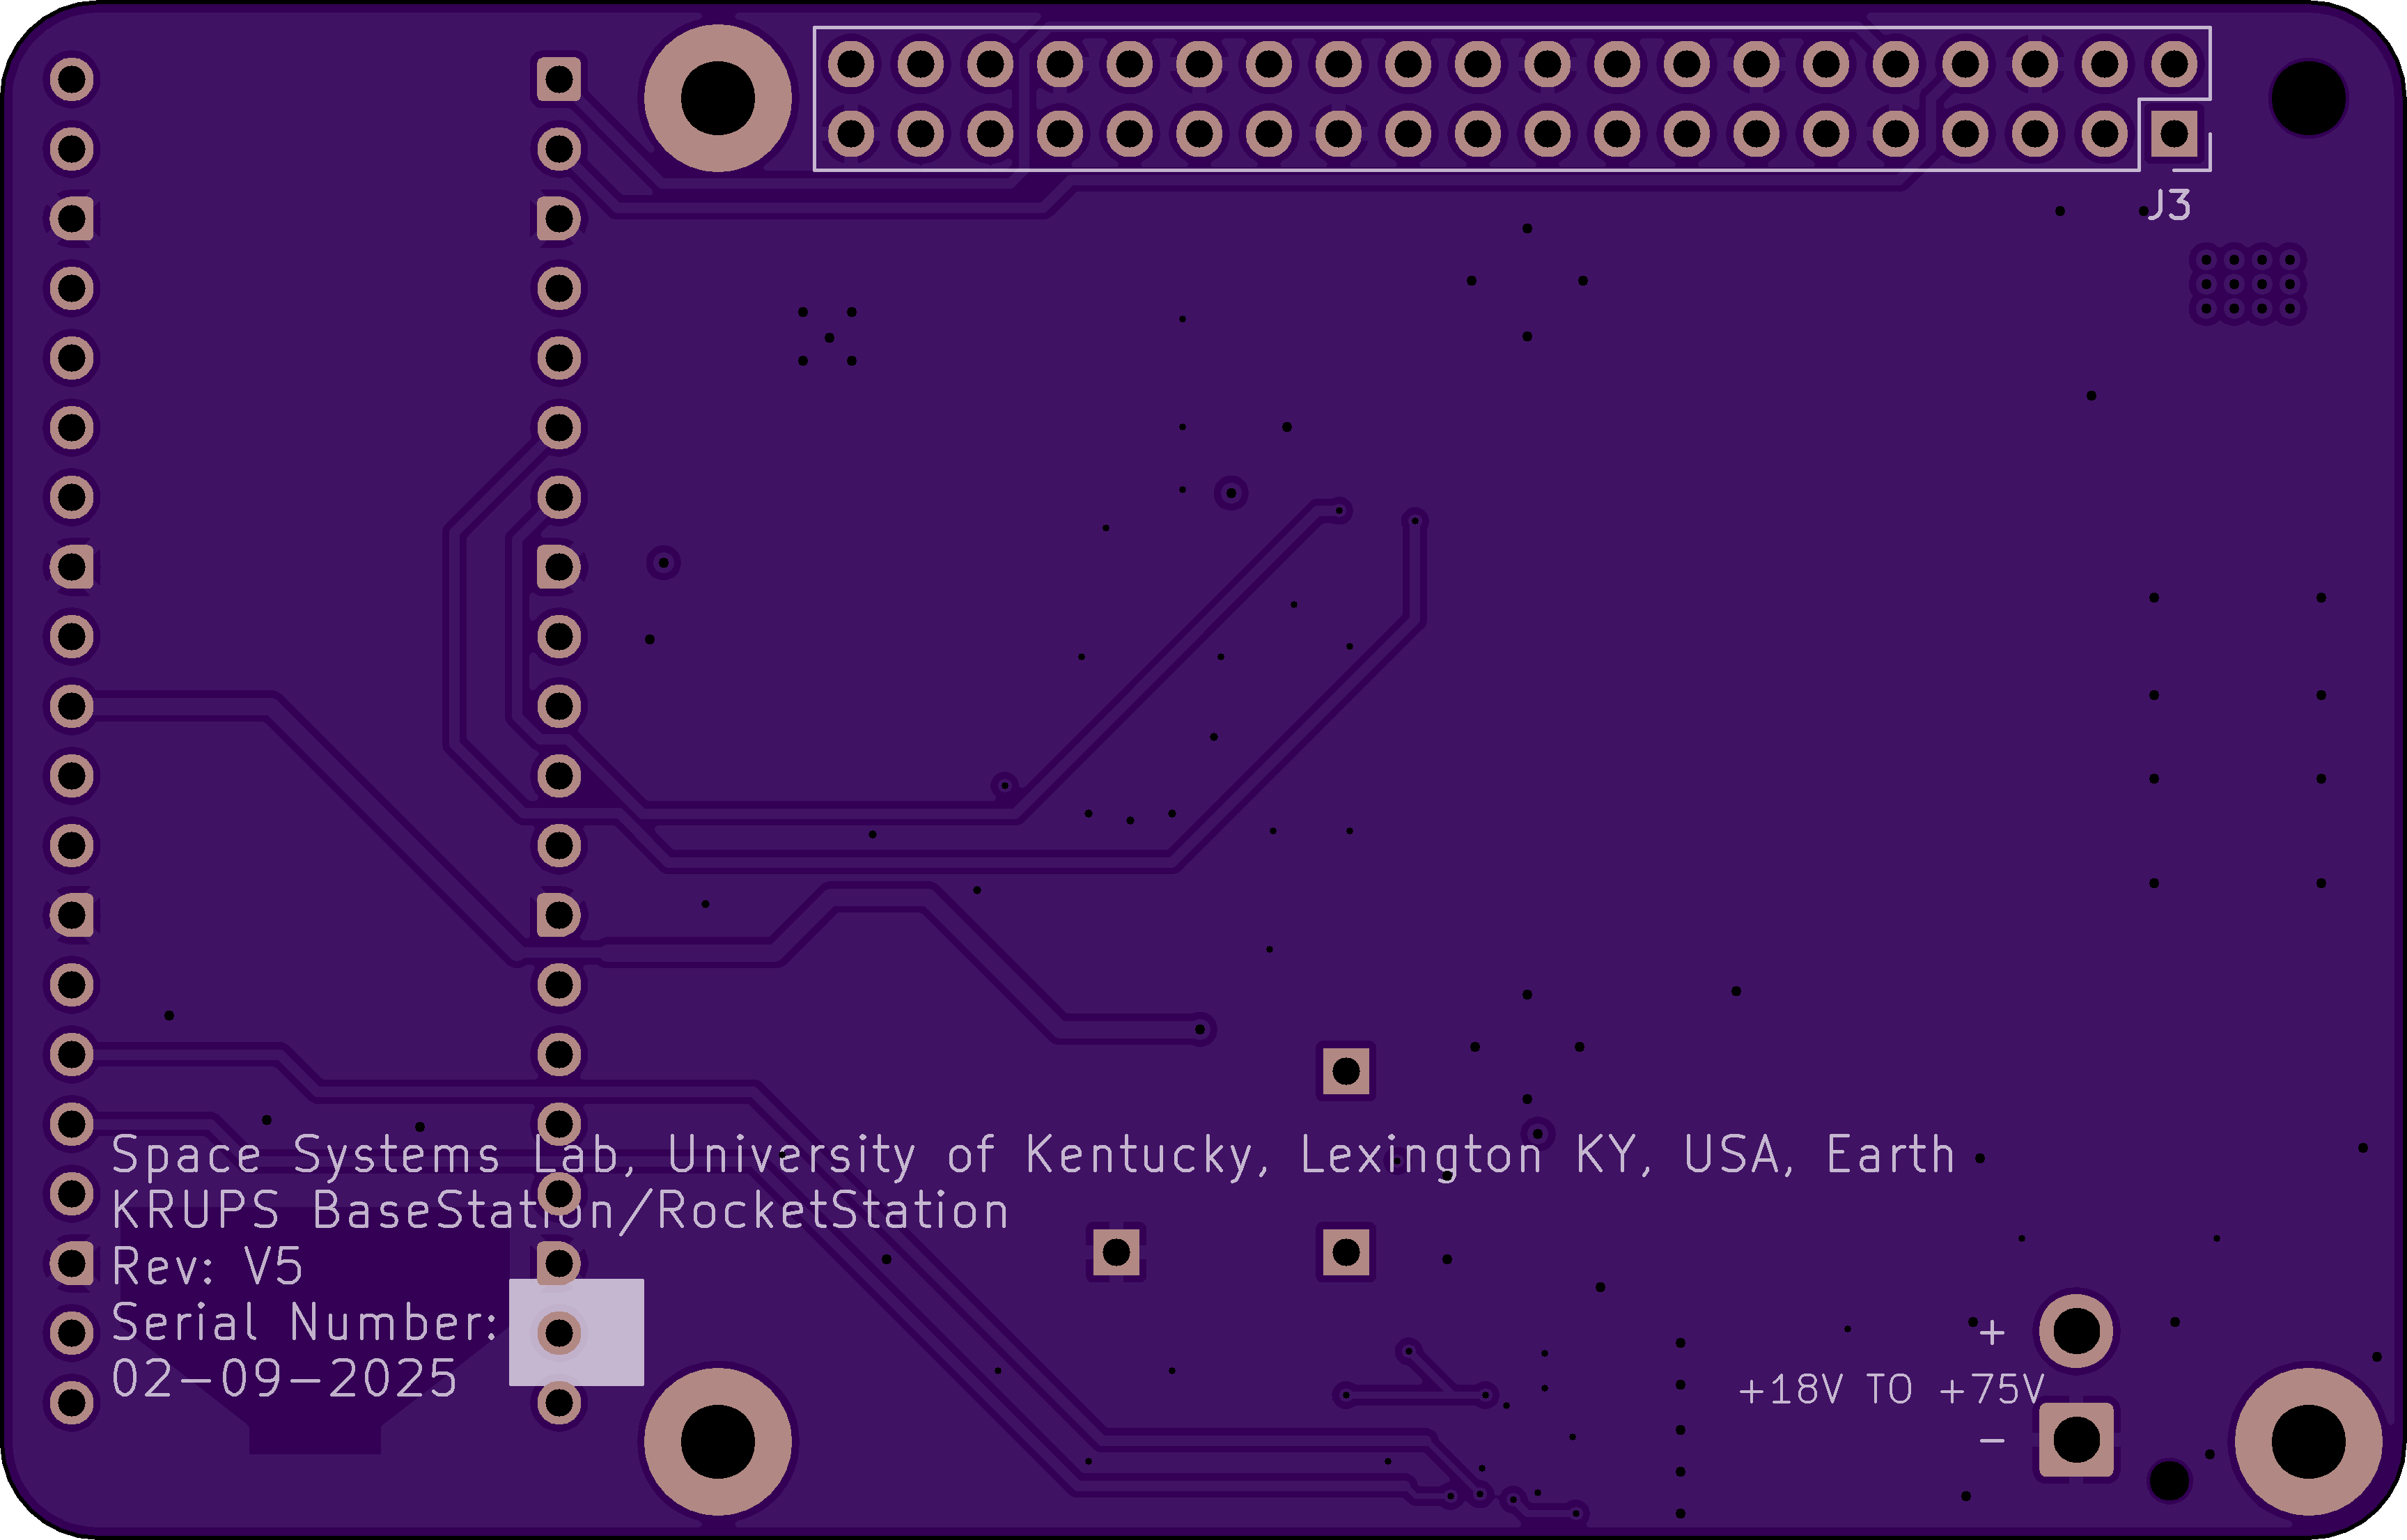 J3
Space Systems Lab, University of Kentucky, Lexington KY, USA, Earth
KRUPS BaseStation/RocketStation
Rev: V5
Serial Number:
02-09-2025
+
+18V TO +75V
-